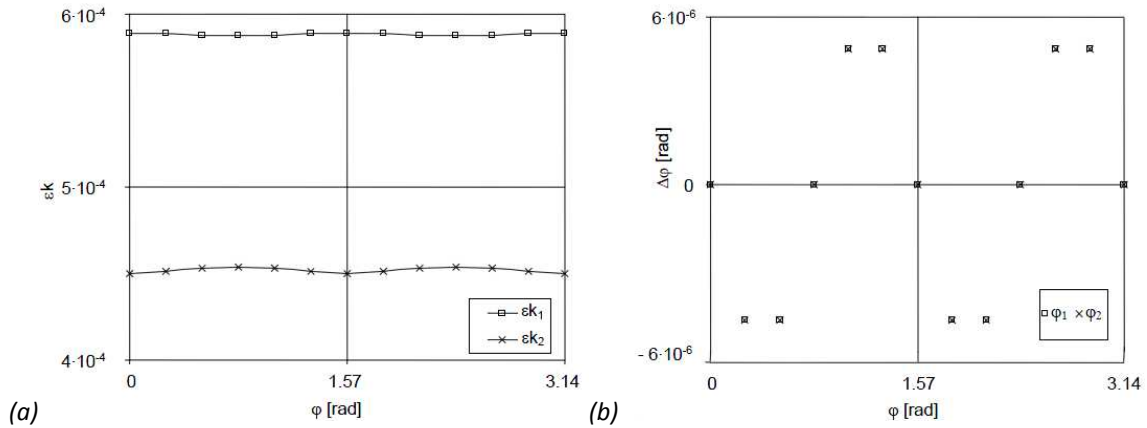 6·10⁻⁴
5·10⁻⁴
4·10⁻⁴
εk
0 1.57 3.14
φ [rad]
εk₁
εk₂
(a)
6·10⁻⁶
0
- 6·10⁻⁶
Δφ [rad]
0 1.57 3.14
φ [rad]
φ₁ φ₂
(b)